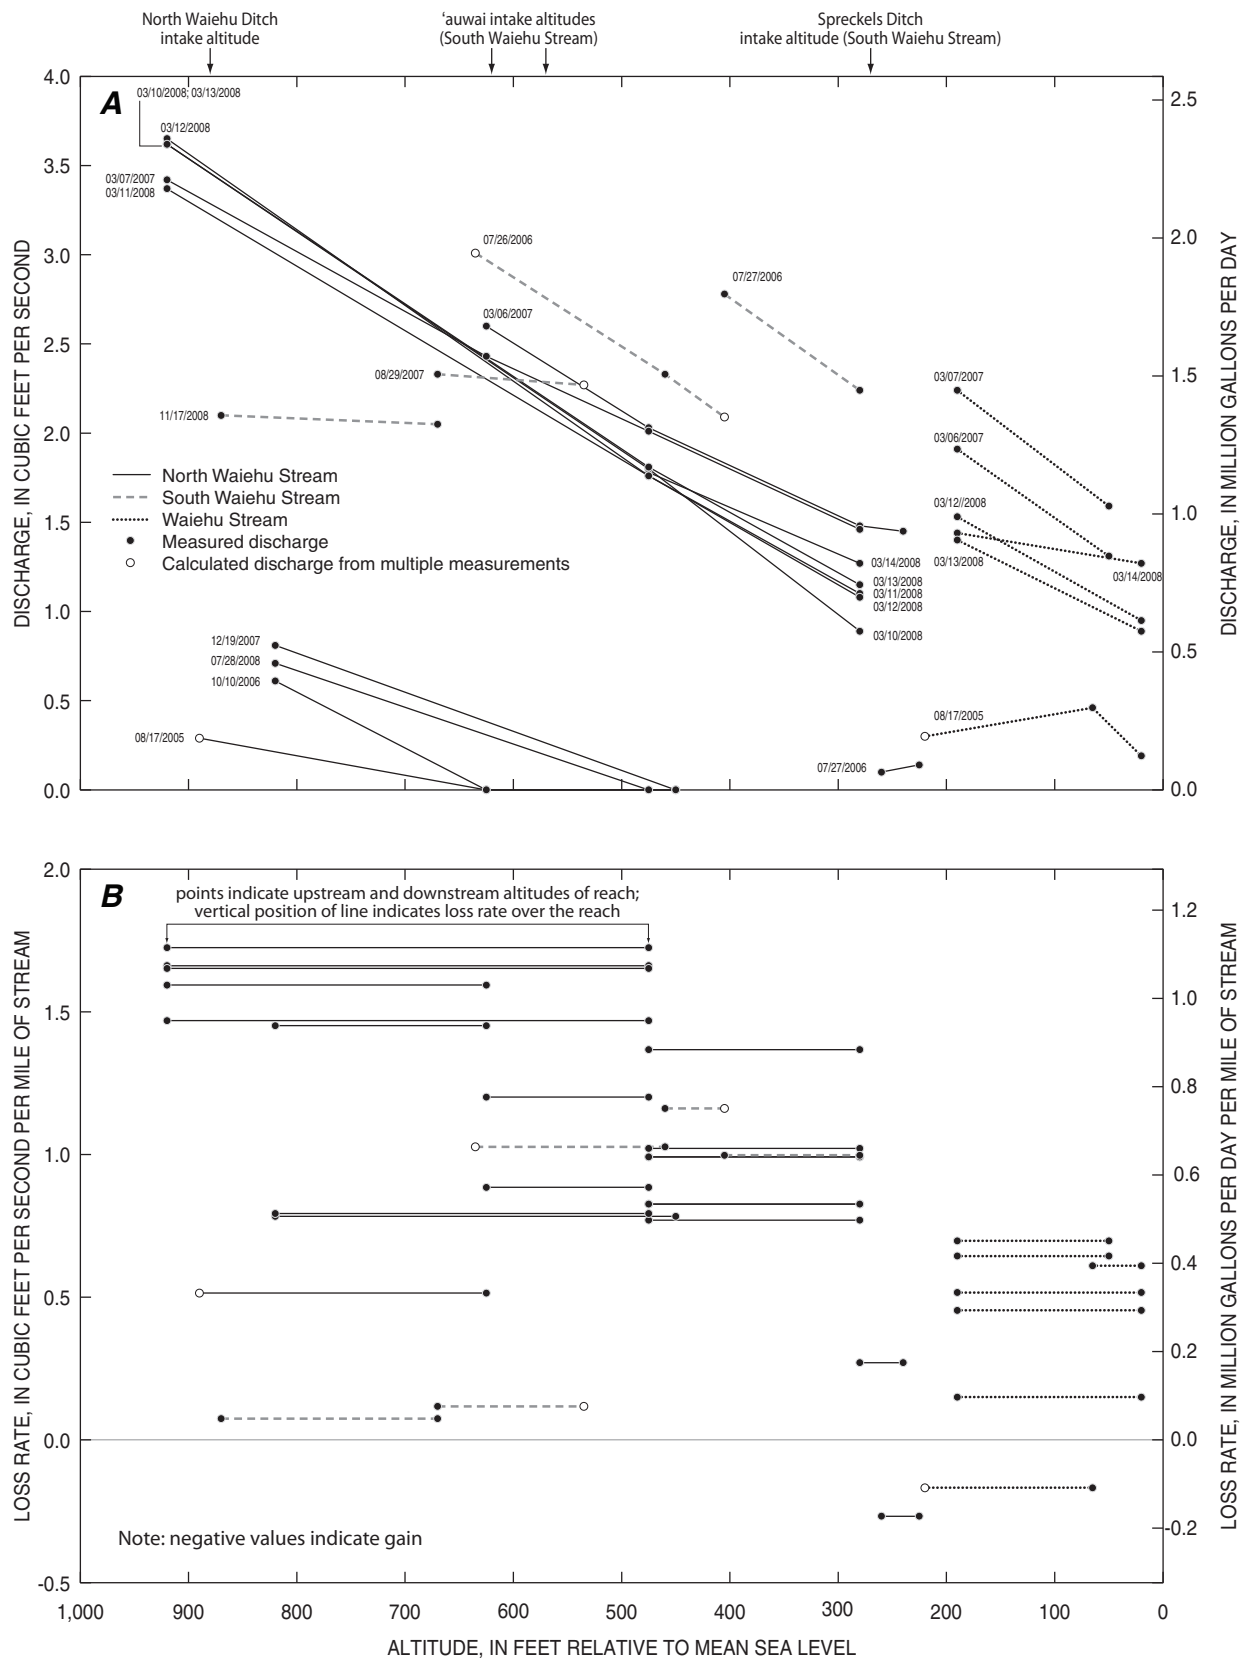 North Waiehu Ditch
intake altitude
‘auwai intake altitudes
(South Waiehu Stream)
Spreckels Ditch
intake altitude (South Waiehu Stream)
A
4.0
3.5
3.0
2.5
2.0
1.5
1.0
0.5
0.0
DISCHARGE, IN CUBIC FEET PER SECOND
2.5
2.0
1.5
1.0
0.5
0.0
DISCHARGE, IN MILLION GALLONS PER DAY
03/10/2008; 03/13/2008
03/12/2008
03/07/2007
03/11/2008
07/26/2006
03/06/2007
07/27/2006
08/29/2007
11/17/2008
03/07/2007
03/06/2007
03/12//2008
03/13/2008
03/14/2008
03/14/2008
03/13/2008
03/11/2008
03/12/2008
03/10/2008
North Waiehu Stream
South Waiehu Stream
Waiehu Stream
Measured discharge
Calculated discharge from multiple measurements
12/19/2007
07/28/2008
10/10/2006
08/17/2005
08/17/2005
07/27/2006
B
points indicate upstream and downstream altitudes of reach;
vertical position of line indicates loss rate over the reach
2.0
1.5
1.0
0.5
0.0
-0.5
LOSS RATE, IN CUBIC FEET PER SECOND PER MILE OF STREAM
1.2
1.0
0.8
0.6
0.4
0.2
0.0
-0.2
LOSS RATE, IN MILLION GALLONS PER DAY PER MILE OF STREAM
Note: negative values indicate gain
1,000 900 800 700 600 500 400 300 200 100 0
ALTITUDE, IN FEET RELATIVE TO MEAN SEA LEVEL